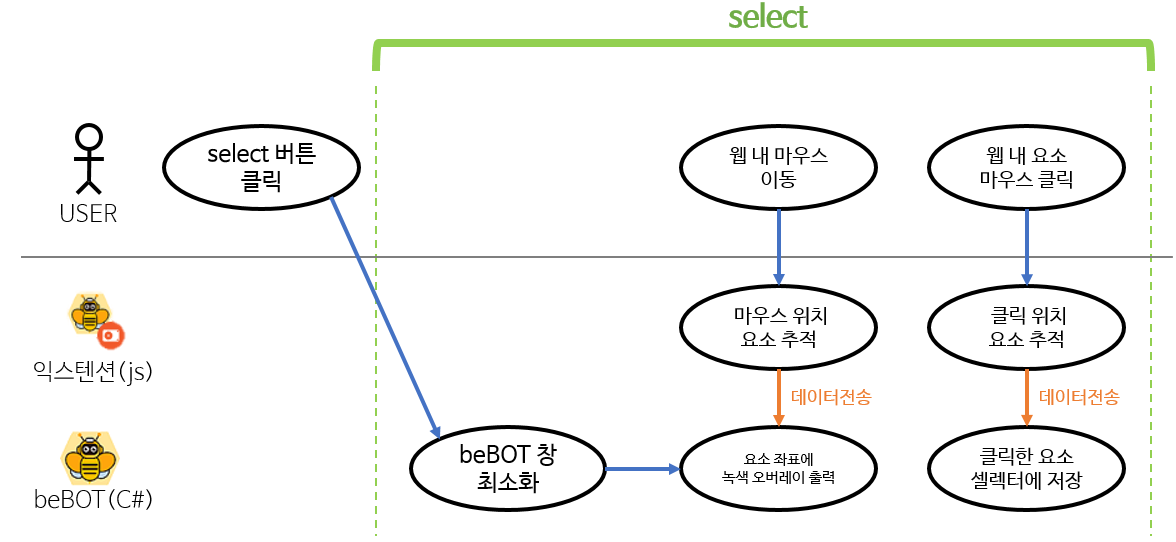 select
select 버튼
클릭
웹 내 마우스
이동
웹 내 요소
마우스 클릭
USER
마우스 위치
요소 추적
클릭 위치
요소 추적
익스텐션(js)
데이터전송
데이터전송
beBOT 창
최소화
요소 좌표에
녹색 오버레이 출력
클릭한 요소
셀렉터에 저장
beBOT(C#)